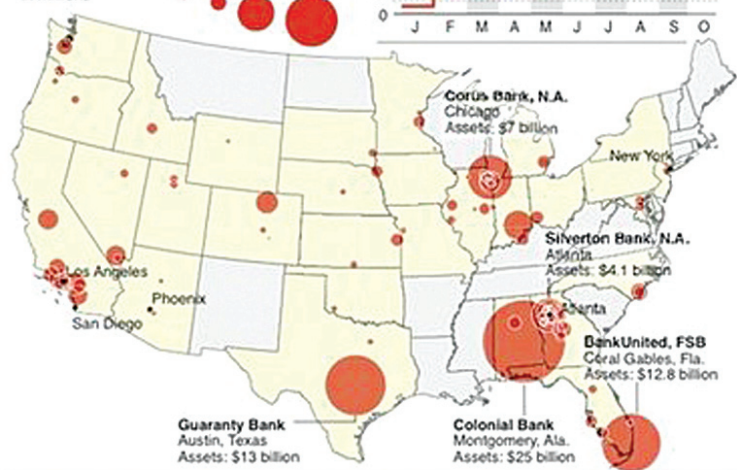 0
J F M A M J J A S O
Corus Bank, N.A.
Chicago
Assets: $7 billion
New York
Silverton Bank, N.A.
Atlanta
Assets: $4.1 billion
Los Angeles
Phoenix
Atlanta
San Diego
BankUnited, FSB
Coral Gables, Fla.
Assets: $12.8 billion
Guaranty Bank
Austin, Texas
Assets: $13 billion
Colonial Bank
Montgomery, Ala.
Assets: $25 billion